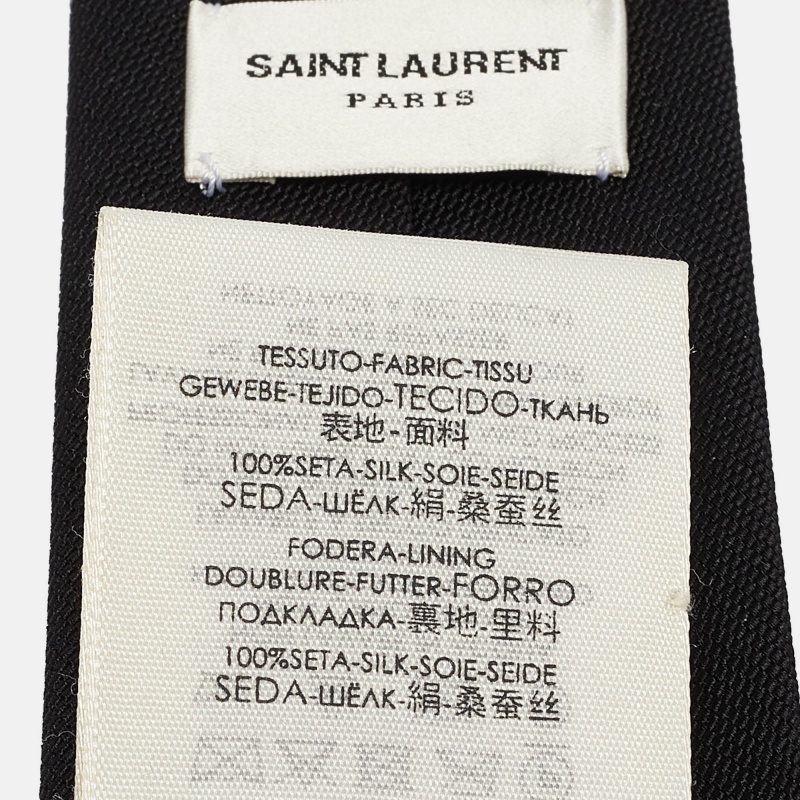 SAINT LAURENT
PARIS
TESSUTO-FABRIC-TISSU
GEWEBE-TEJIDO-TECIDO-ТКАНЬ
表地-面料
100%SETA-SILK-SOIE-SEIDE
SEDA-ШЁЛК-絹-桑蚕丝
FODERA-LINING
DOUBLURE-FUTTER-FORRO
ПОДКЛАДКА-裏地-里料
100%SETA-SILK-SOIE-SEIDE
SEDA-ШЁЛК-絹-桑蚕丝